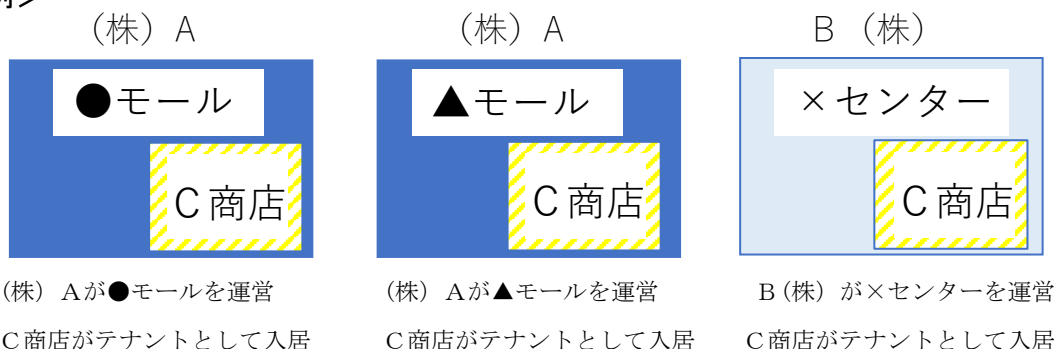 （株）Ａ
（株）Ａ
Ｂ（株）
●モール
▲モール
×センター
Ｃ商店
Ｃ商店
Ｃ商店
(株）Ａが●モールを運営
(株）Ａが▲モールを運営
Ｂ(株）が×センターを運営
Ｃ商店がテナントとして入居
Ｃ商店がテナントとして入居
Ｃ商店がテナントとして入居